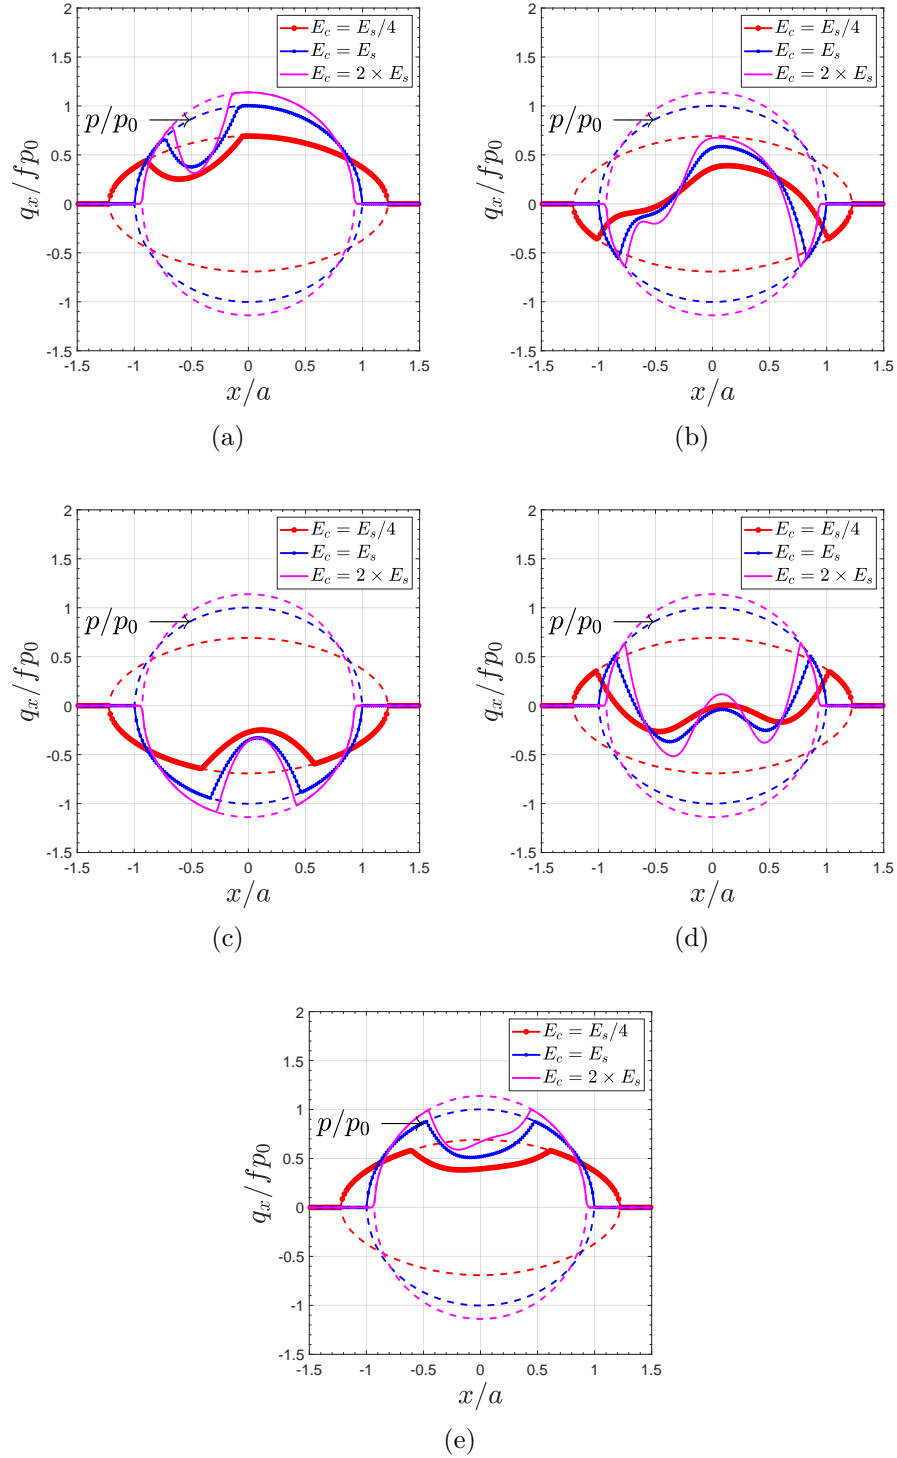 2
1.5
1
0.5
0
-0.5
-1
-1.5
q_x/fp_0
E_c = E_s/4
E_c = E_s
E_c = 2 × E_s
p/p_0
-1.5 -1 -0.5 0 0.5 1 1.5
x/a
(a)
2
1.5
1
0.5
0
-0.5
-1
-1.5
q_x/fp_0
E_c = E_s/4
E_c = E_s
E_c = 2 × E_s
p/p_0
-1.5 -1 -0.5 0 0.5 1 1.5
x/a
(b)
2
1.5
1
0.5
0
-0.5
-1
-1.5
q_x/fp_0
E_c = E_s/4
E_c = E_s
E_c = 2 × E_s
p/p_0
-1.5 -1 -0.5 0 0.5 1 1.5
x/a
(c)
2
1.5
1
0.5
0
-0.5
-1
-1.5
q_x/fp_0
E_c = E_s/4
E_c = E_s
E_c = 2 × E_s
p/p_0
-1.5 -1 -0.5 0 0.5 1 1.5
x/a
(d)
2
1.5
1
0.5
0
-0.5
-1
-1.5
q_x/fp_0
E_c = E_s/4
E_c = E_s
E_c = 2 × E_s
p/p_0
-1.5 -1 -0.5 0 0.5 1 1.5
x/a
(e)